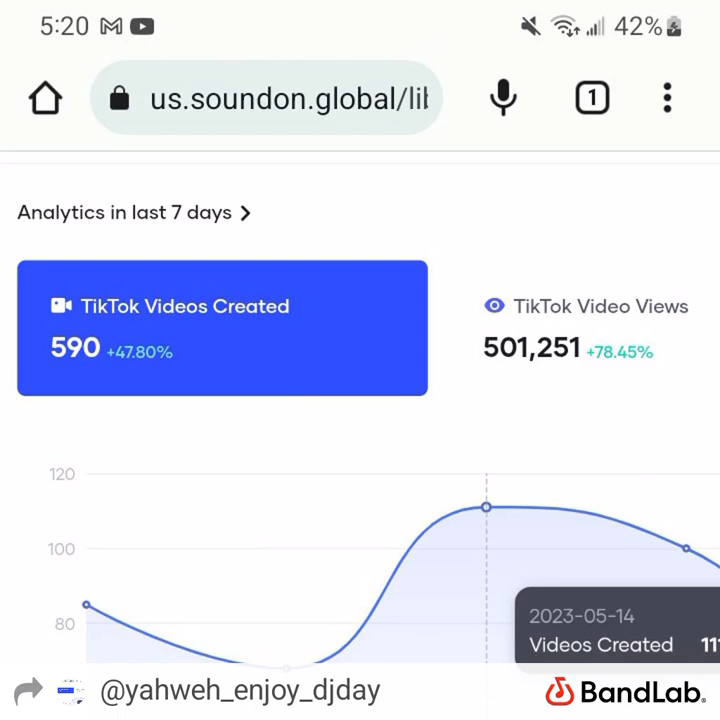 5:20 42%
us.soundon.global/lil
1
Analytics in last 7 days
TikTok Videos Created
590 +47.80%
TikTok Video Views
501,251 +78.45%
120
100
80
2023-05-14
Videos Created 111
@yahweh_enjoy_djday
BandLab®